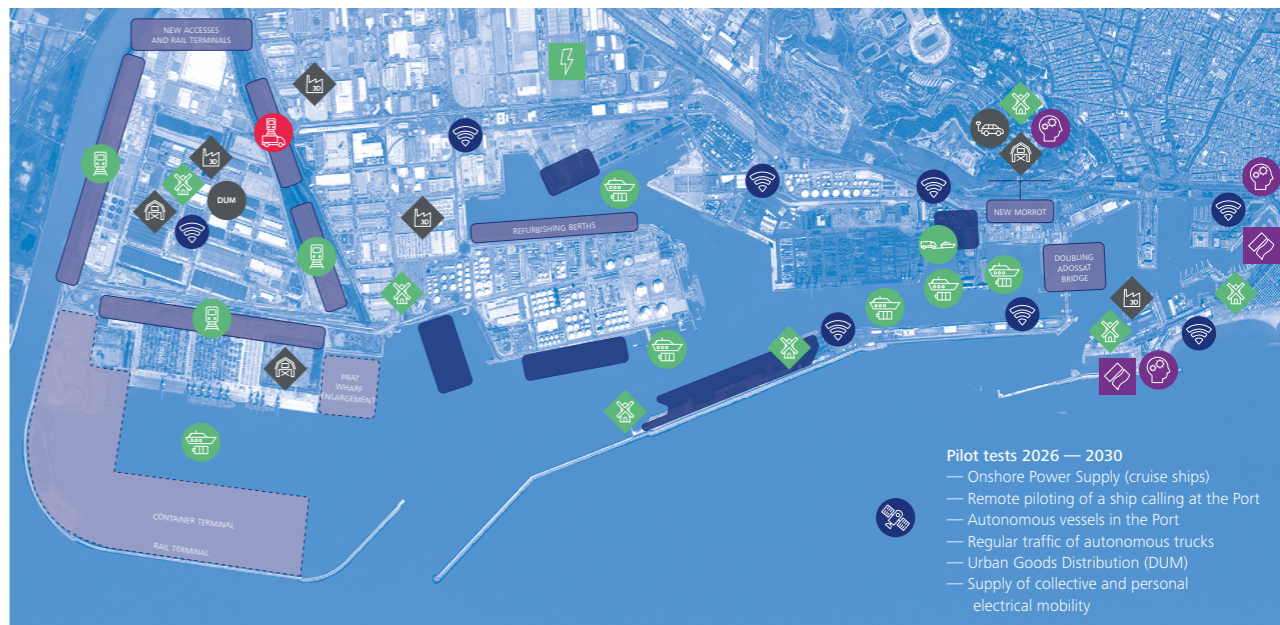 NEW ACCESSES
AND RAIL TERMINALS
3D
3D
DUM
3D
REFURBISHING BERTHS
NEW MORROT
DOUBLING
ADOSSAT
BRIDGE
3D
PRAT
WHARF
ENLARGEMENT
CONTAINER TERMINAL
RAIL TERMINAL
Pilot tests 2026 — 2030
— Onshore Power Supply (cruise ships)
— Remote piloting of a ship calling at the Port
— Autonomous vessels in the Port
— Regular traffic of autonomous trucks
— Urban Goods Distribution (DUM)
— Supply of collective and personal
electrical mobility